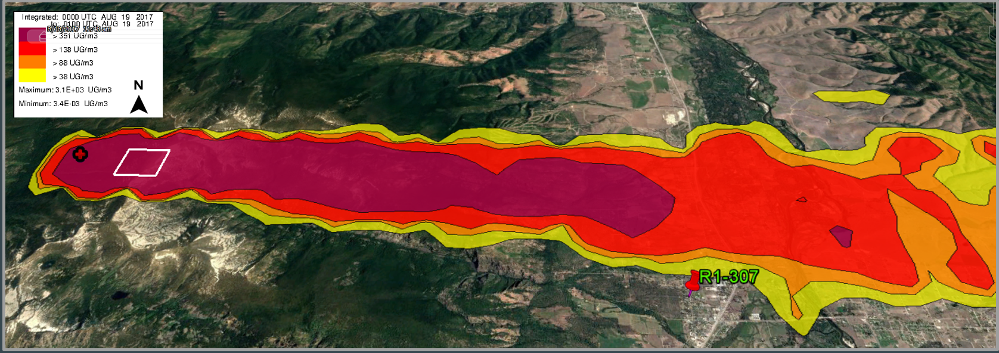 Integrated: 0000 UTC AUG 19 2017
to: 0100 UTC AUG 19 2017
8/18/2017 11:43 am
> 351 UG/m3
> 138 UG/m3
> 88 UG/m3
> 38 UG/m3
Maximum: 3.1E+03 UG/m3
Minimum: 3.4E-03 UG/m3
N
R1-307